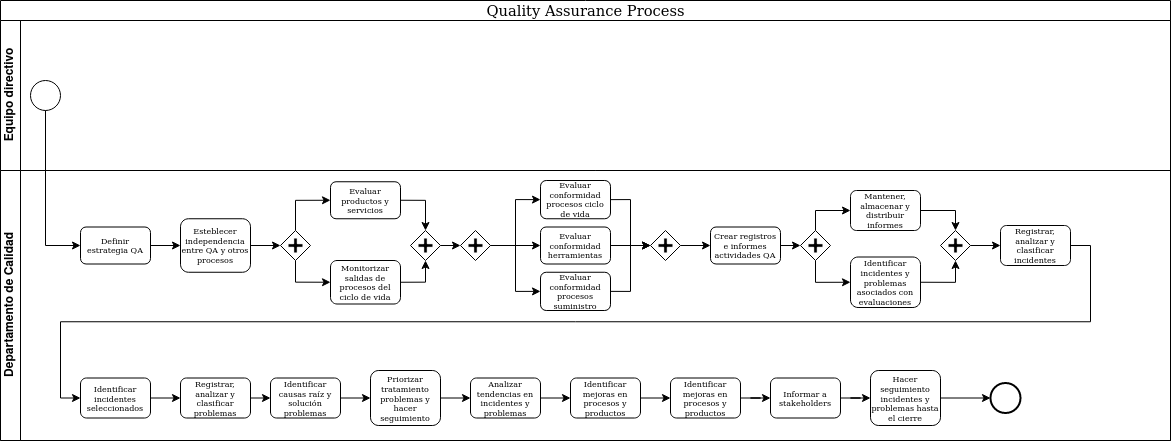 Quality Assurance Process
Equipo directivo
Departamento de Calidad
Definir
estrategia QA
Establecer
independencia
entre QA y otros
procesos
Evaluar
productos y
servicios
Monitorizar
salidas de
procesos del
ciclo de vida
Evaluar
conformidad
procesos ciclo
de vida
Evaluar
conformidad
herramientas
Evaluar
conformidad
procesos
suministro
Crear registros
e informes
actividades QA
Mantener,
almacenar y
distribuir
informes
Identificar
incidentes y
problemas
asociados con
evaluaciones
Registrar,
analizar y
clasificar
incidentes
Identificar
incidentes
seleccionados
Registrar,
analizar y
clasificar
problemas
Identificar
causas raíz y
solución
problemas
Priorizar
tratamiento
problemas y
hacer
seguimiento
Analizar
tendencias en
incidentes y
problemas
Identificar
mejoras en
procesos y
productos
Identificar
mejoras en
procesos y
productos
Informar a
stakeholders
Hacer
seguimiento
incidentes y
problemas hasta
el cierre